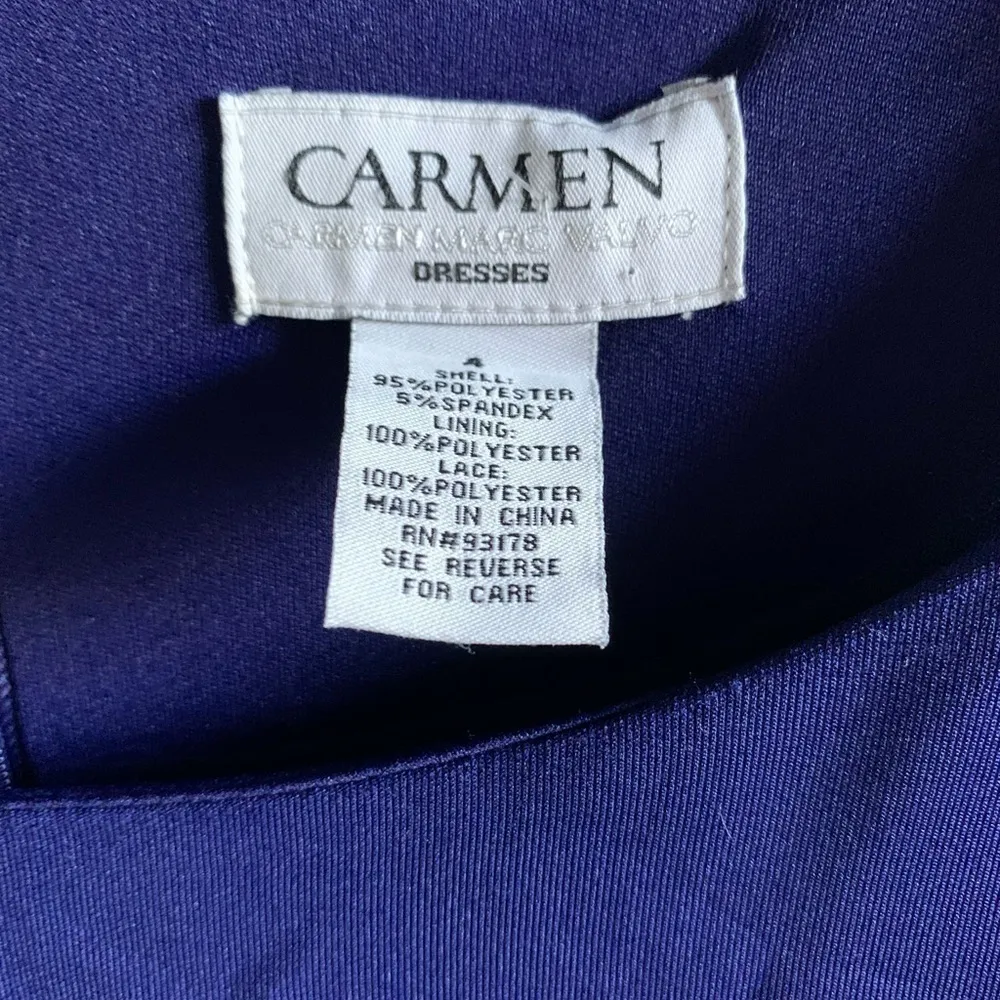 CARMEN
CARMEN MARC VALVO
DRESSES
4
SHELL:
95%POLYESTER
5%SPANDEX
LINING:
100%POLYESTER
LACE:
100%POLYESTER
MADE IN CHINA
RN#93178
SEE REVERSE
FOR CARE